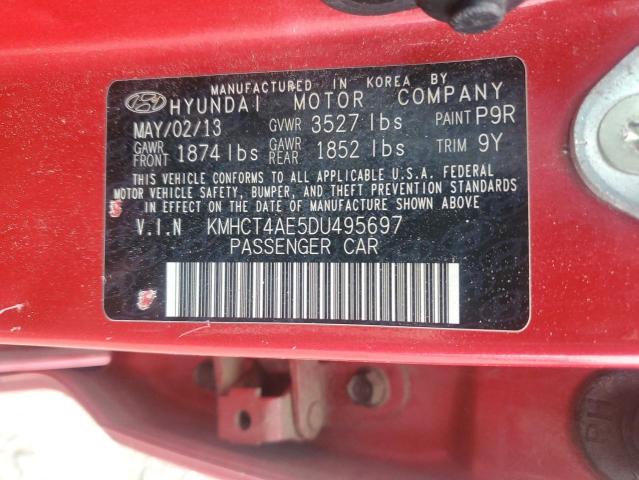 MANUFACTURED IN KOREA BY
HYUNDAI MOTOR COMPANY
MAY/02/13 GVWR 3527 lbs PAINT P9R
GAWR FRONT 1874 lbs GAWR REAR 1852 lbs TRIM 9Y
THIS VEHICLE CONFORMS TO ALL APPLICABLE U.S.A. FEDERAL
MOTOR VEHICLE SAFETY, BUMPER, AND THEFT PREVENTION STANDARDS
IN EFFECT ON THE DATE OF MANUFACTURE SHOWN ABOVE
V.I.N KMHCT4AE5DU495697
PASSENGER CAR